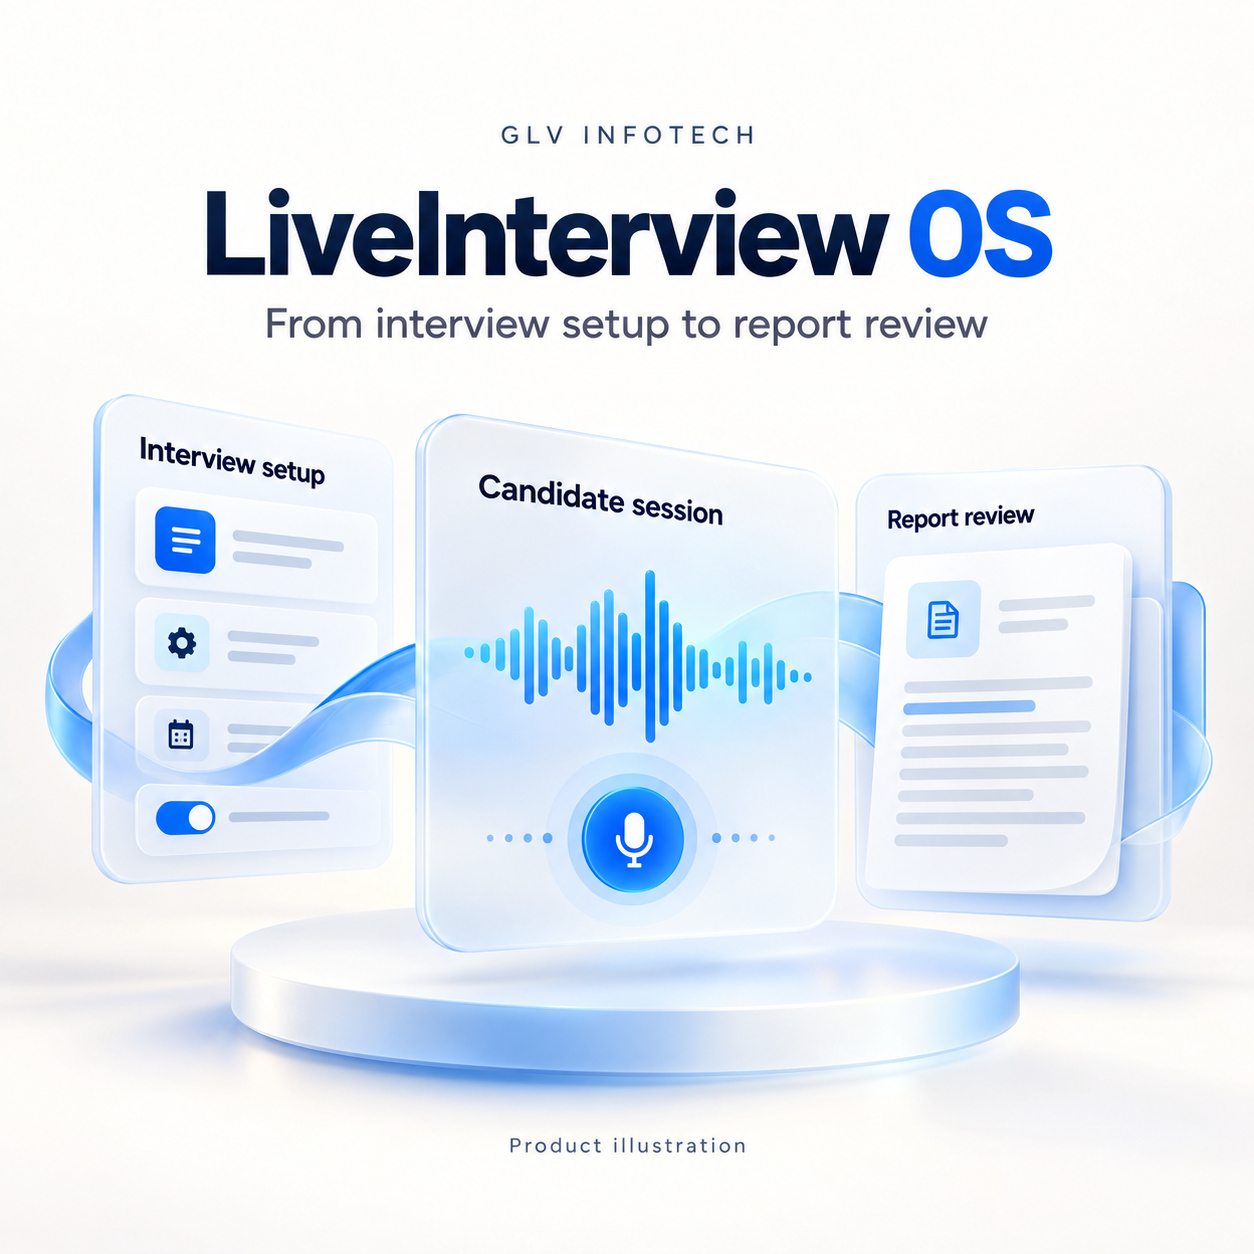 GLV INFOTECH
LiveInterview OS
From interview setup to report review
Interview setup
Candidate session
Report review
Product illustration